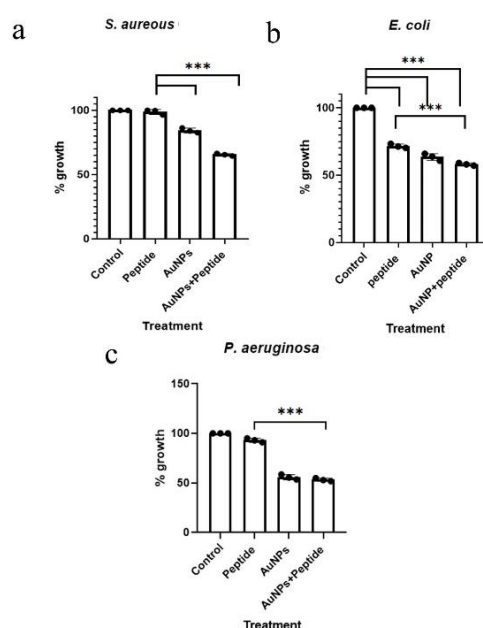 a
S. aureous
***
100
50
0
% growth
Control
Peptide
AuNPs
AuNPs+Peptide
Treatment
b
E. coli
***
***
100
50
0
% growth
Control
peptide
AuNP
AuNP+peptide
Treatment
c
P. aeruginosa
***
150
100
50
0
% growth
Control
Peptide
AuNPs
AuNPs+Peptide
Treatment